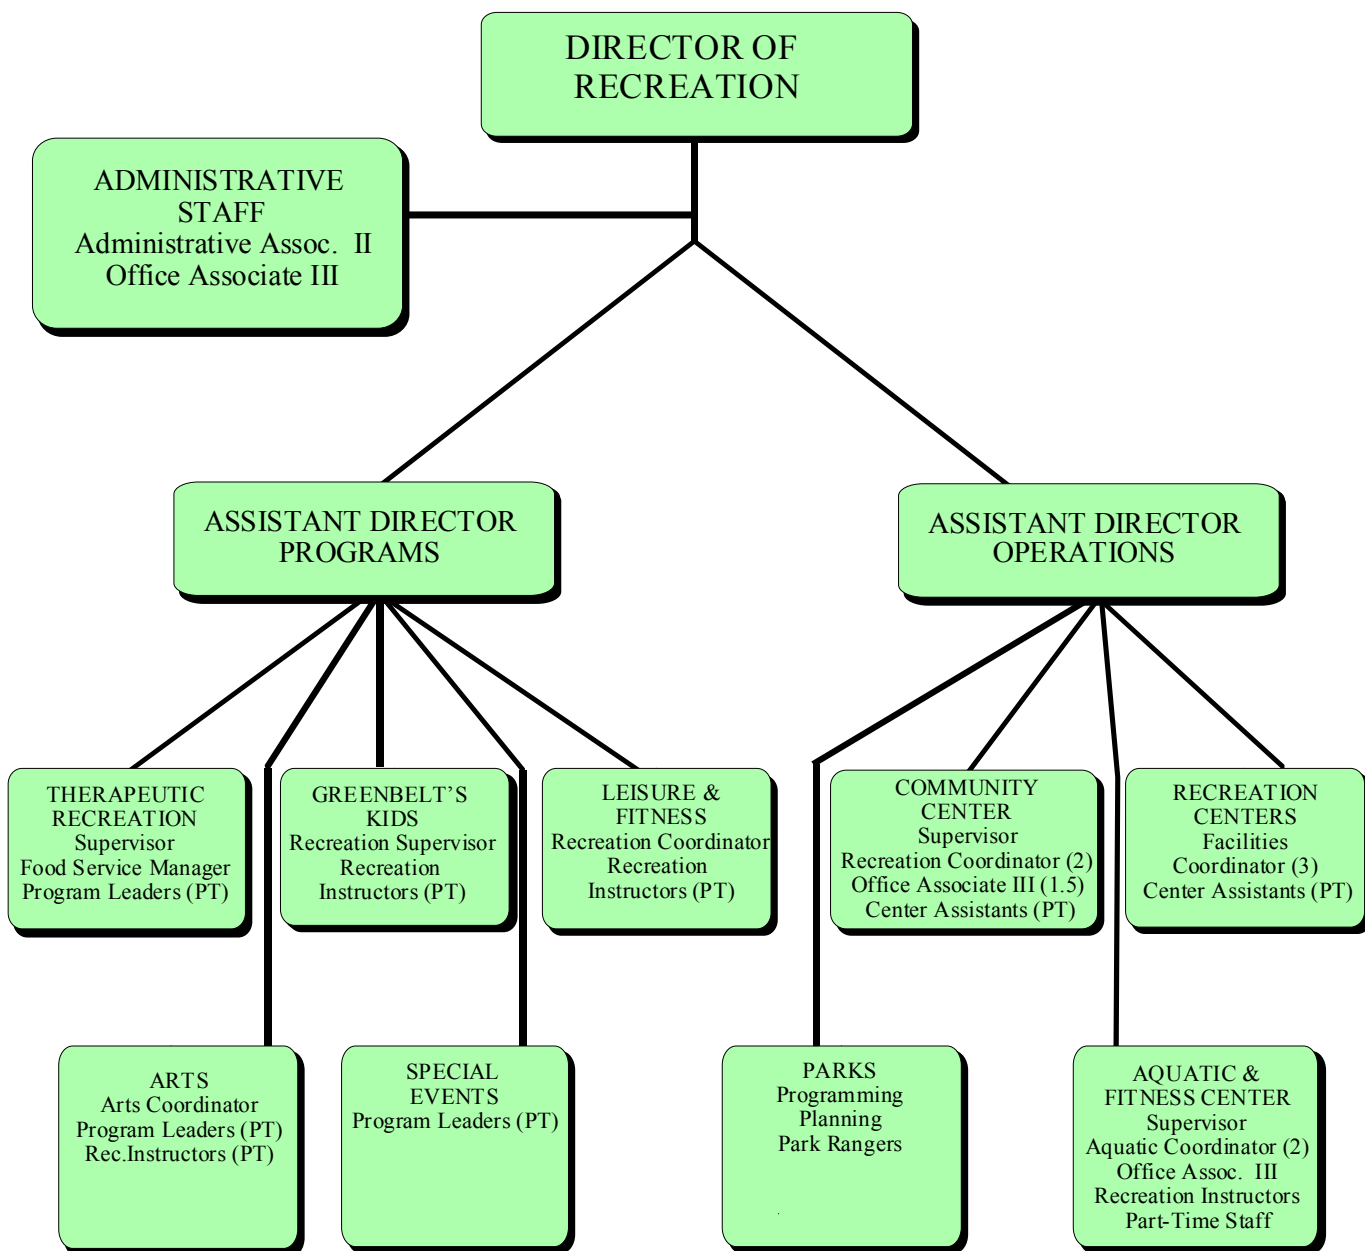 DIRECTOR OF
RECREATION
ADMINISTRATIVE
STAFF
Administrative Assoc. II
Office Associate III
ASSISTANT DIRECTOR
PROGRAMS
ASSISTANT DIRECTOR
OPERATIONS
THERAPEUTIC
RECREATION
Supervisor
Food Service Manager
Program Leaders (PT)
GREENBELT’S
KIDS
Recreation Supervisor
Recreation
Instructors (PT)
LEISURE &
FITNESS
Recreation Coordinator
Recreation
Instructors (PT)
COMMUNITY
CENTER
Supervisor
Recreation Coordinator (2)
Office Associate III (1.5)
Center Assistants (PT)
RECREATION
CENTERS
Facilities
Coordinator (3)
Center Assistants (PT)
ARTS
Arts Coordinator
Program Leaders (PT)
Rec.Instructors (PT)
SPECIAL
EVENTS
Program Leaders (PT)
PARKS
Programming
Planning
Park Rangers
AQUATIC &
FITNESS CENTER
Supervisor
Aquatic Coordinator (2)
Office Assoc. III
Recreation Instructors
Part-Time Staff